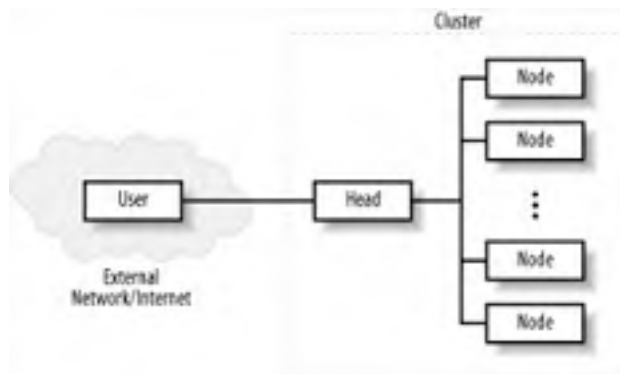 Cluster
Node
Node
User
Head
Node
External
Network/Internet
Node